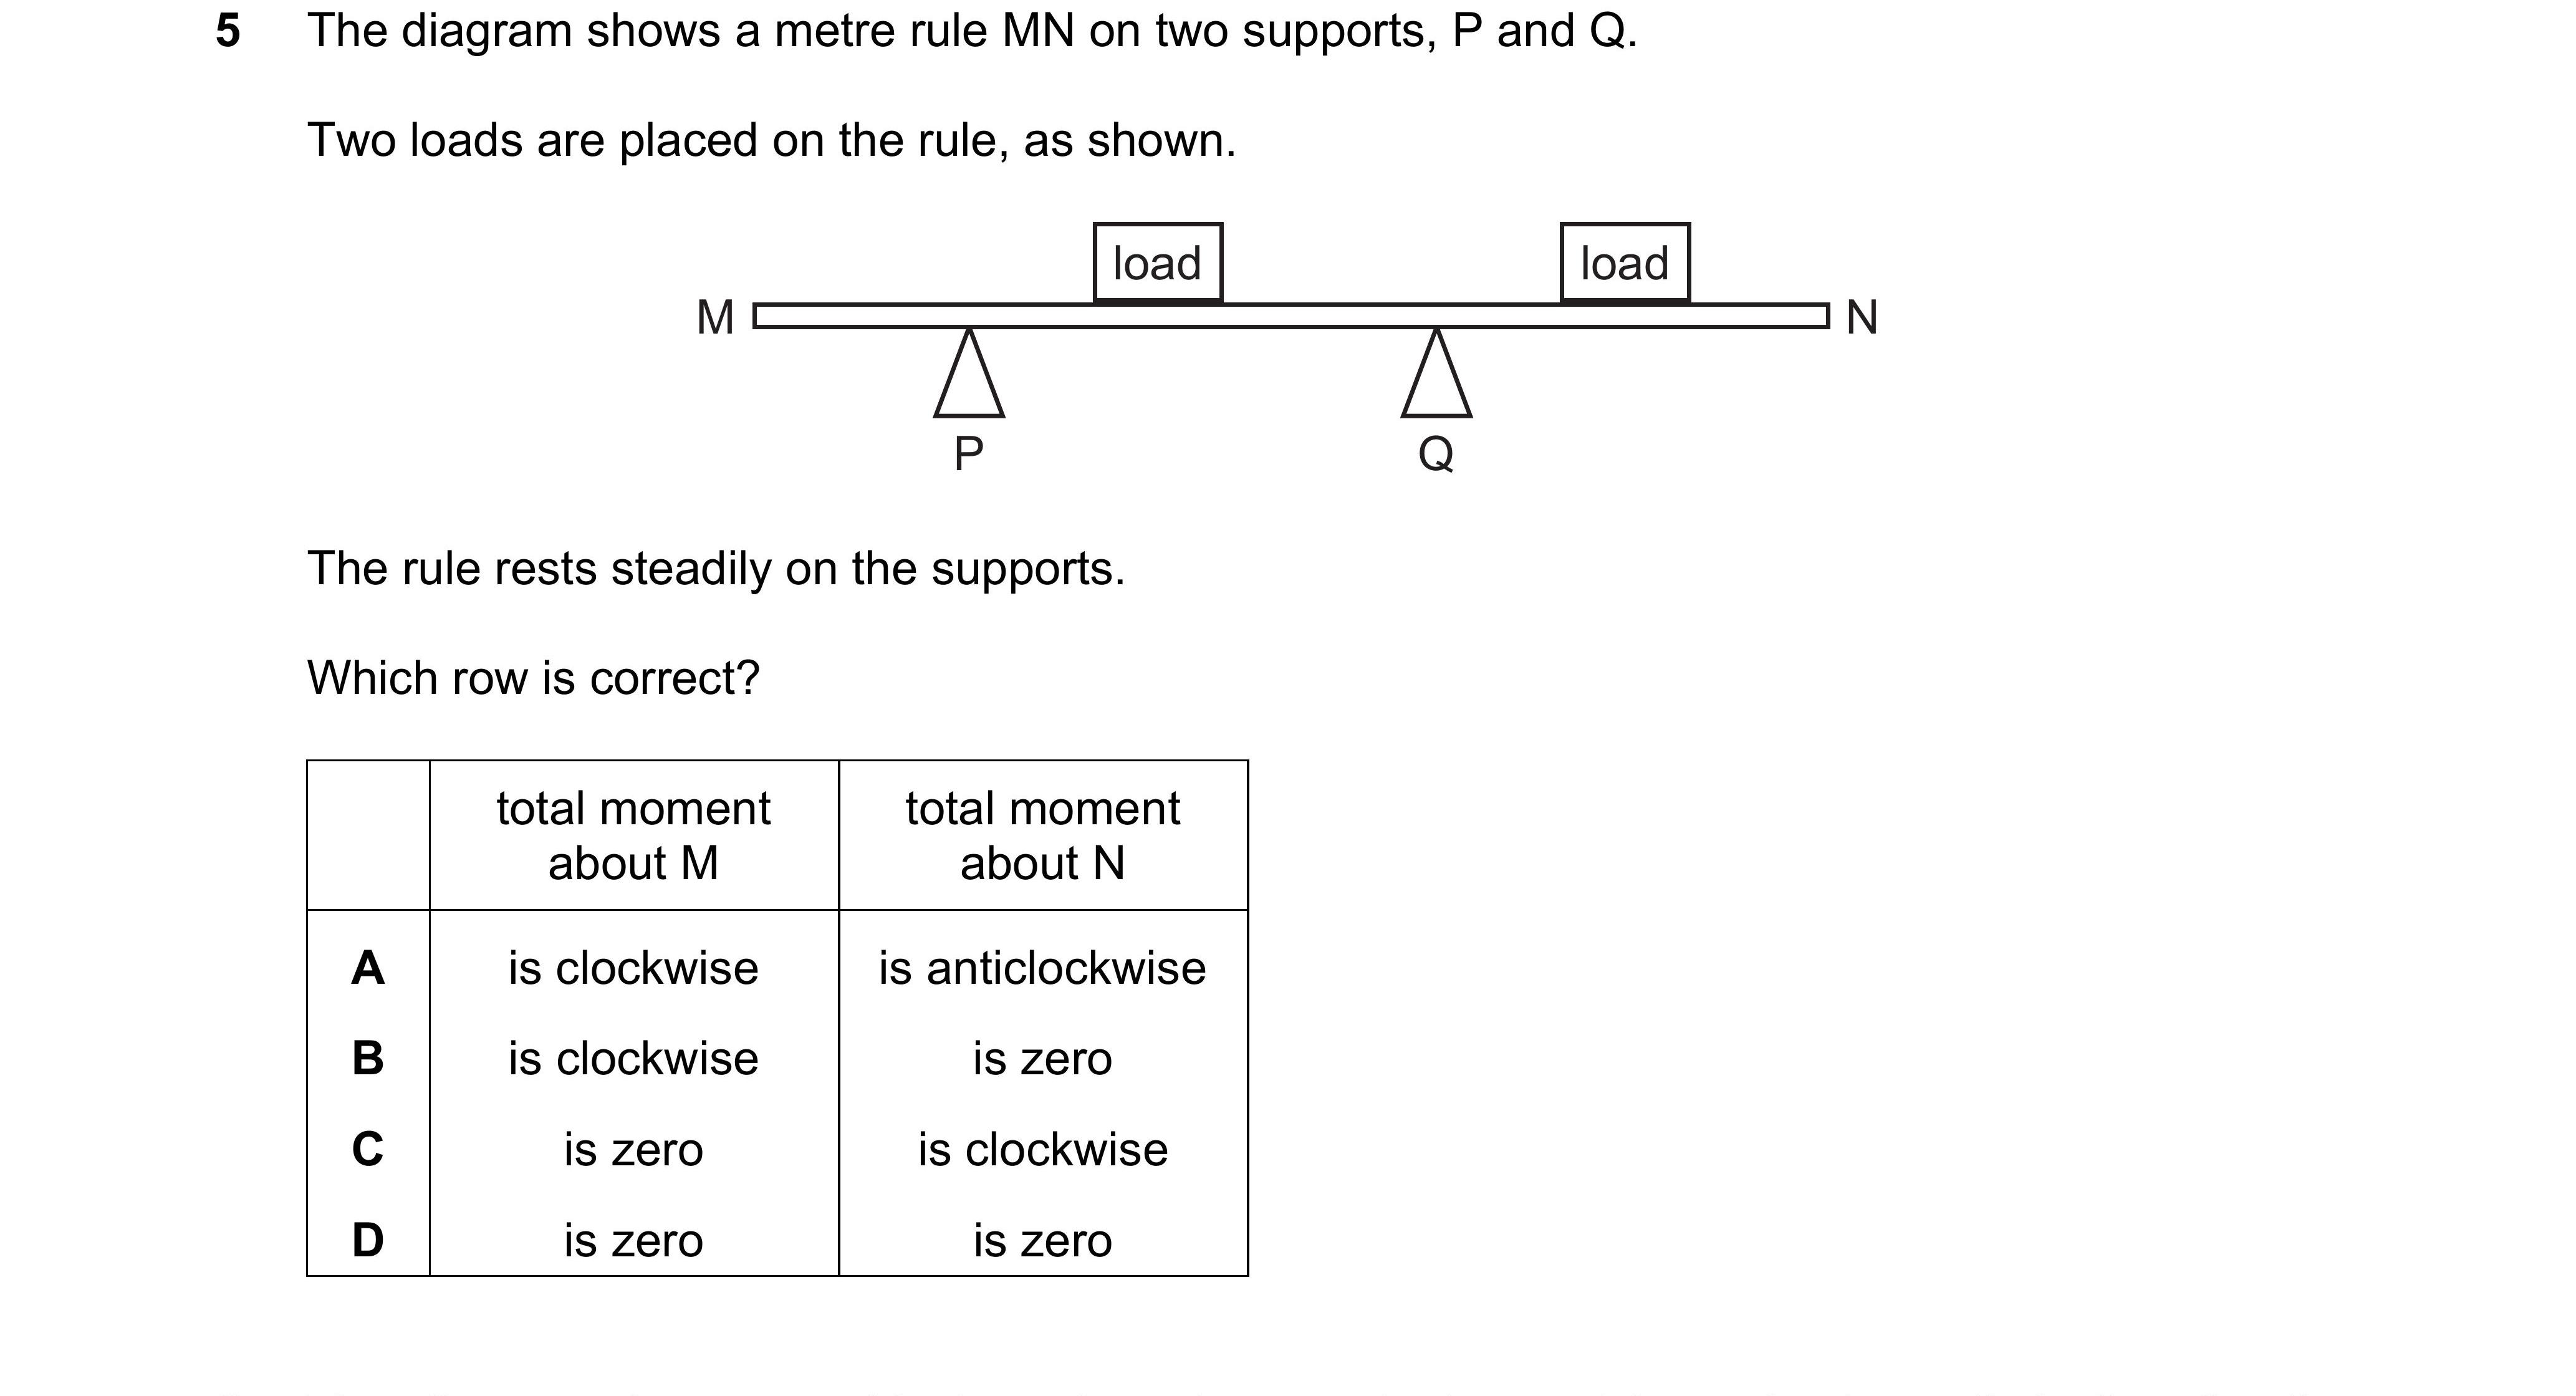 5 The diagram shows a metre rule MN on two supports, P and Q.
Two loads are placed on the rule, as shown.
load load
M N
P Q
The rule rests steadily on the supports.
Which row is correct?
total moment about M total moment about N
A is clockwise is anticlockwise
B is clockwise is zero
C is zero is clockwise
D is zero is zero